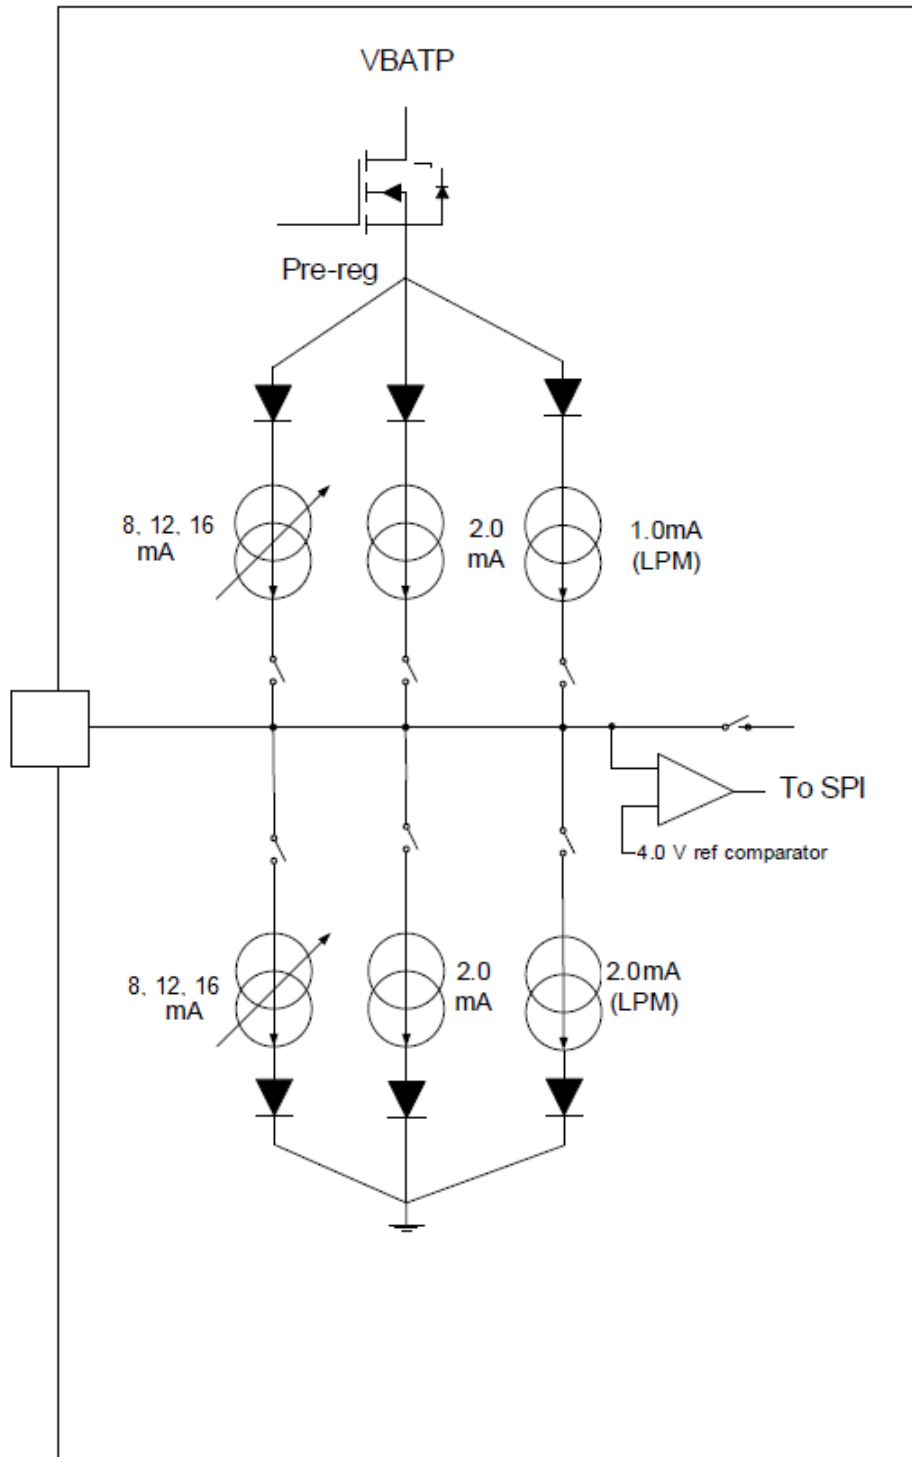 VBATP
Pre-reg
8, 12, 16
mA
2.0
mA
1.0mA
(LPM)
To SPI
4.0 V ref comparator
8, 12, 16
mA
2.0
mA
2.0mA
(LPM)